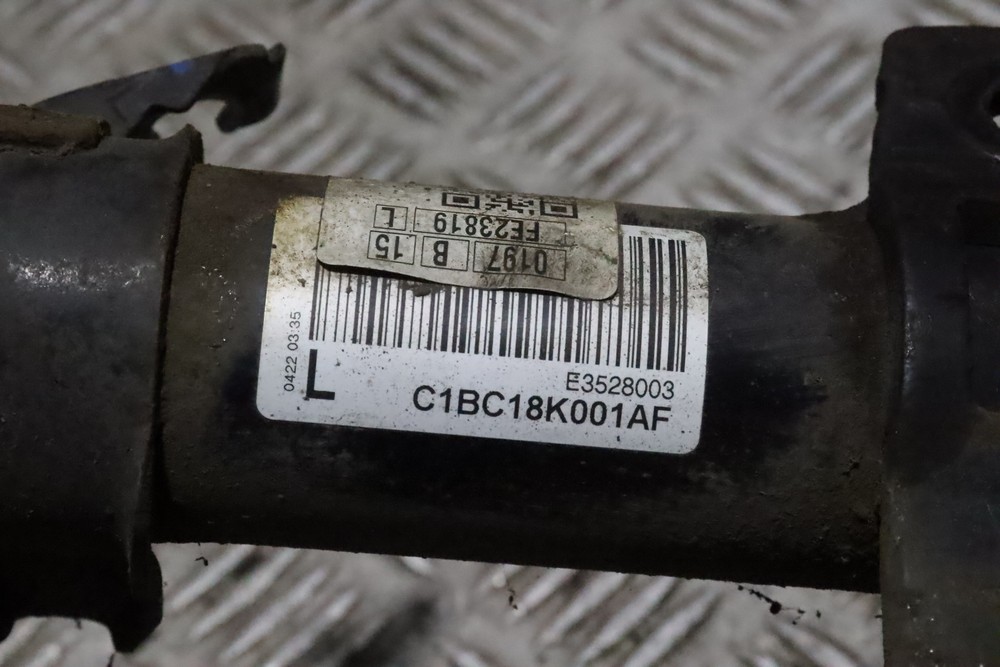 0197 B 15
FE23819 L
0422 03:35
L
E3528003
C1BC18K001AF